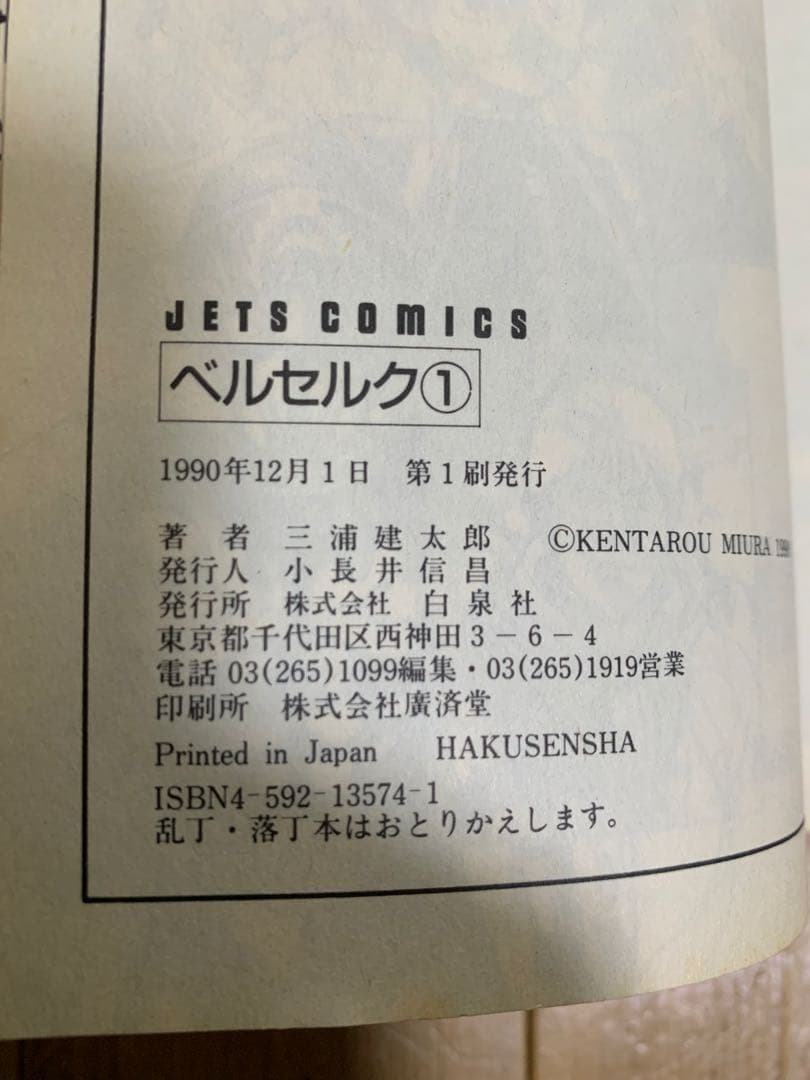 JETS COMICS
ベルセルク①
1990年12月1日 第1刷発行
著者 三浦建太郎 ©KENTAROU MIURA
発行人 小長井信昌
発行所 株式会社 白泉社
東京都千代田区西神田3-6-4
電話 03(265)1099編集・03(265)1919営業
印刷所 株式会社廣済堂
Printed in Japan HAKUSENSHA
ISBN4-592-13574-1
乱丁・落丁本はおとりかえします。